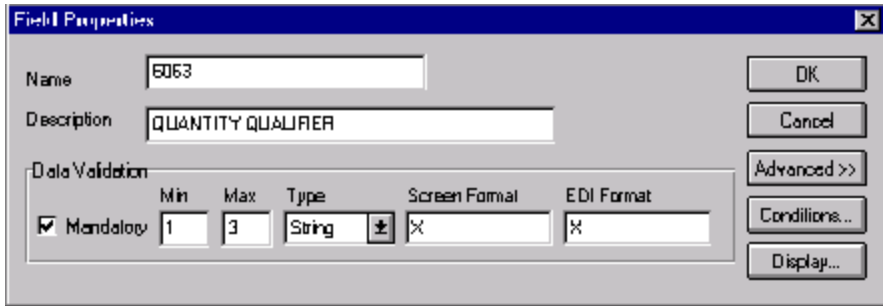 Field Properties
Name 6063 OK
Description QUANTITY QUALIFIER Cancel
Data Validation Advanced >>
Min Max Type Screen Format EDI Format
Mandatory 1 3 String X X Conditions...
Display...